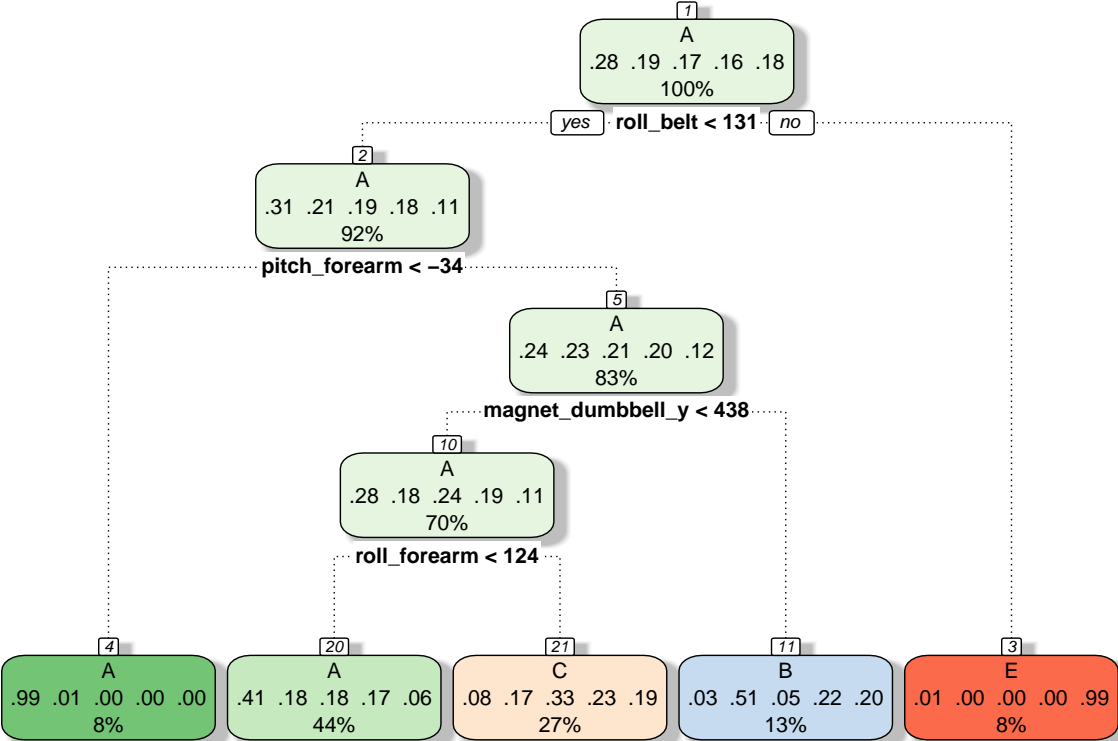 1
A
.28 .19 .17 .16 .18
100%
yes roll_belt < 131 no
2
A
.31 .21 .19 .18 .11
92%
pitch_forearm < −34
5
A
.24 .23 .21 .20 .12
83%
magnet_dumbbell_y < 438
10
A
.28 .18 .24 .19 .11
70%
roll_forearm < 124
4
A
.99 .01 .00 .00 .00
8%
20
A
.41 .18 .18 .17 .06
44%
21
C
.08 .17 .33 .23 .19
27%
11
B
.03 .51 .05 .22 .20
13%
3
E
.01 .00 .00 .00 .99
8%